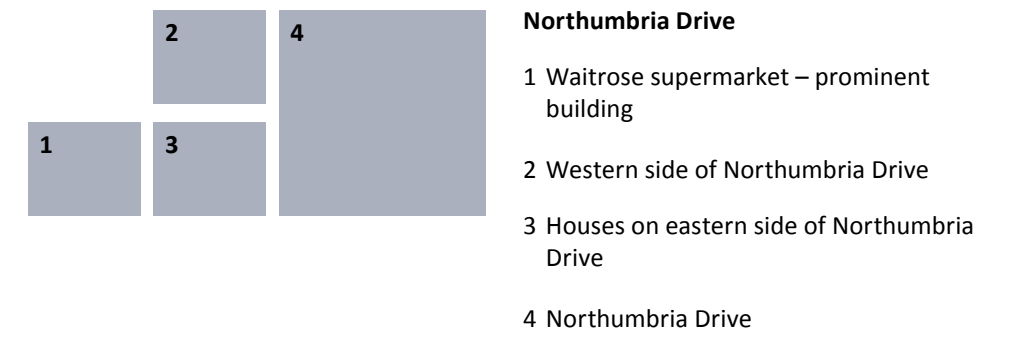 2
4
1
3
Northumbria Drive
1 Waitrose supermarket – prominent
building
2 Western side of Northumbria Drive
3 Houses on eastern side of Northumbria
Drive
4 Northumbria Drive